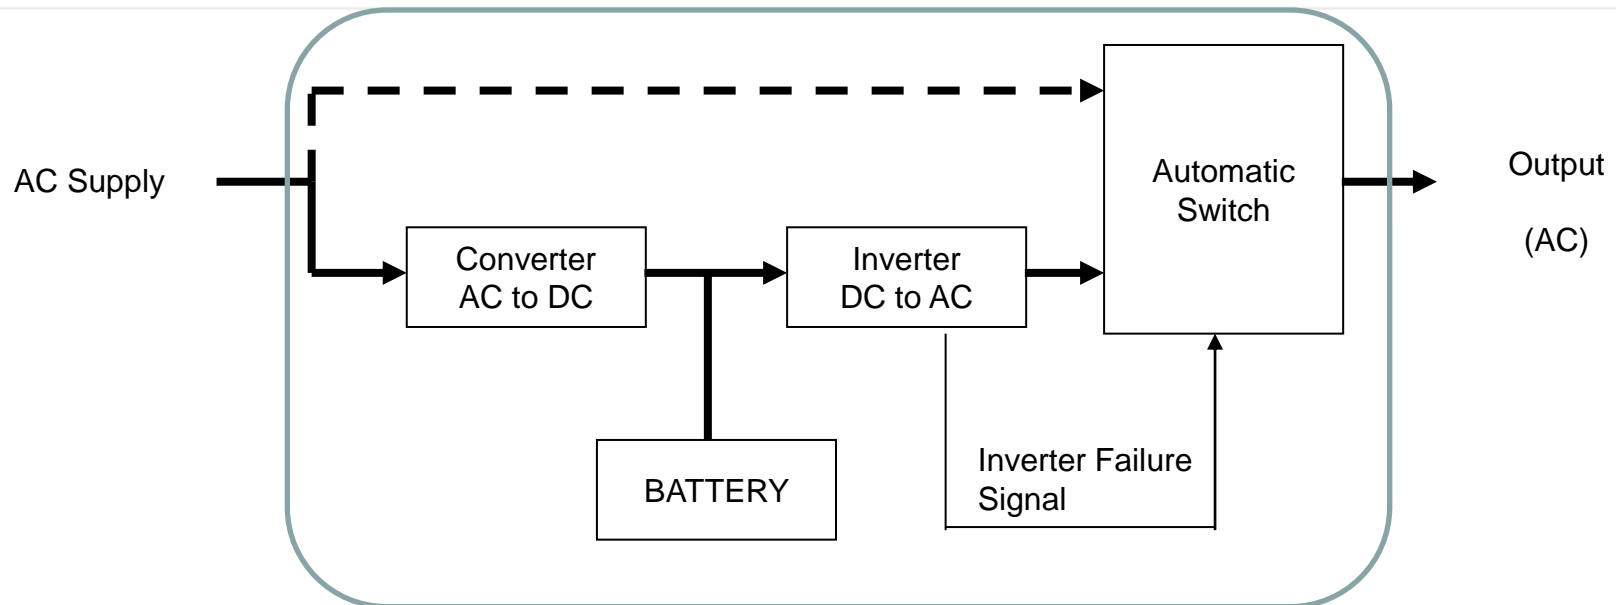 AC Supply
Converter
AC to DC
BATTERY
Inverter
DC to AC
Inverter Failure
Signal
Automatic
Switch
Output
(AC)